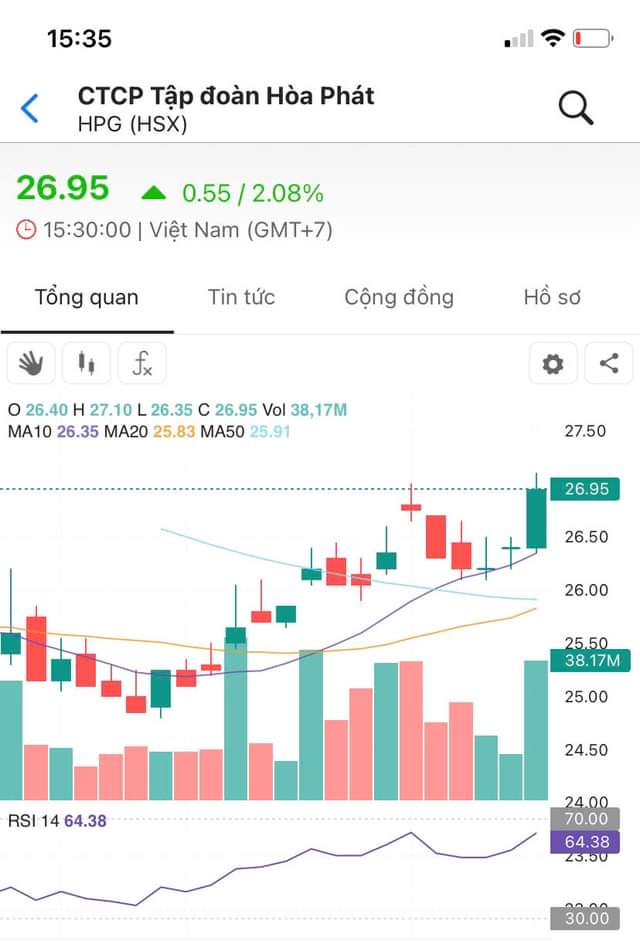 15:35
CTCP Tập đoàn Hòa Phát
HPG (HSX)
26.95 0.55 / 2.08%
15:30:00 | Việt Nam (GMT+7)
Tổng quan Tin tức Cộng đồng Hồ sơ
fx
O 26.40 H 27.10 L 26.35 C 26.95 Vol 38,17M
MA10 26.35 MA20 25.83 MA50 25.91
27.50
26.95
26.50
26.00
25.50
38.17M
25.00
24.50
24.00
70.00
RSI 14 64.38
64.38
23.50
30.00